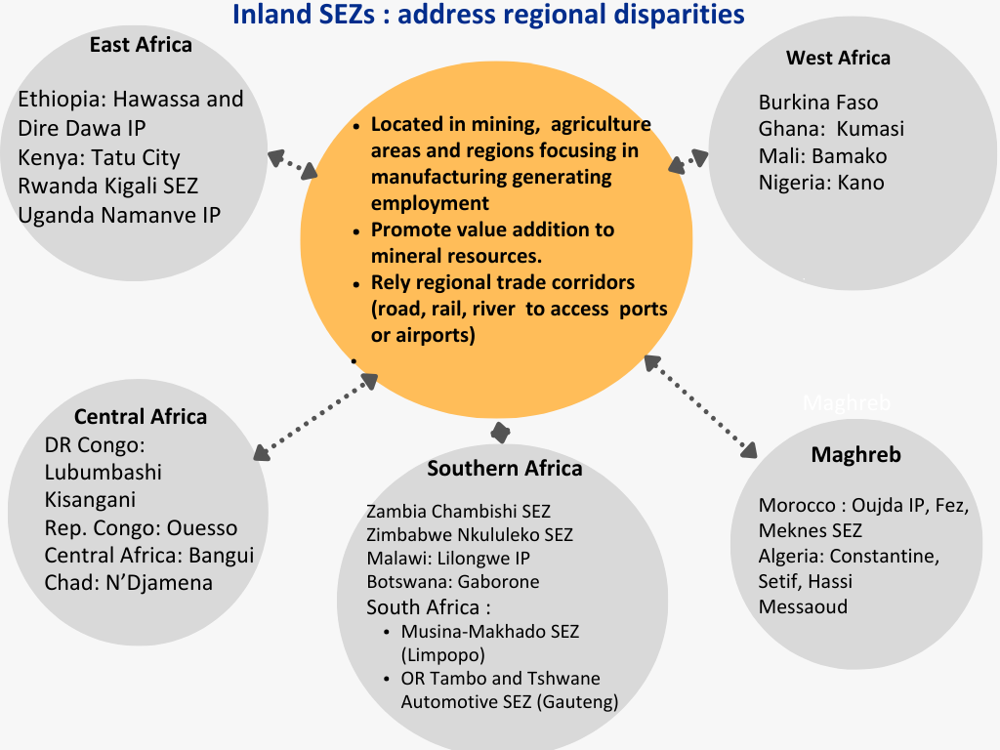 Inland SEZs : address regional disparities
East Africa
Ethiopia: Hawassa and
Dire Dawa IP
Kenya: Tatu City
Rwanda Kigali SEZ
Uganda Namanve IP
• Located in mining,  agriculture
areas and regions focusing in
manufacturing generating
employment
• Promote value addition to
mineral resources.
• Rely regional trade corridors
(road, rail, river  to access  ports
or airports)
•
West Africa
Burkina Faso
Ghana:  Kumasi
Mali: Bamako
Nigeria: Kano
Central Africa
DR Congo:
Lubumbashi
Kisangani
Rep. Congo: Ouesso
Central Africa: Bangui
Chad: N’Djamena
Southern Africa
Zambia Chambishi SEZ
Zimbabwe Nkululeko SEZ
Malawi: Lilongwe IP
Botswana: Gaborone
South Africa :
• Musina-Makhado SEZ
(Limpopo)
• OR Tambo and Tshwane
Automotive SEZ (Gauteng)
Maghreb
Maghreb
Morocco : Oujda IP, Fez,
Meknes SEZ
Algeria: Constantine,
Setif, Hassi
Messaoud